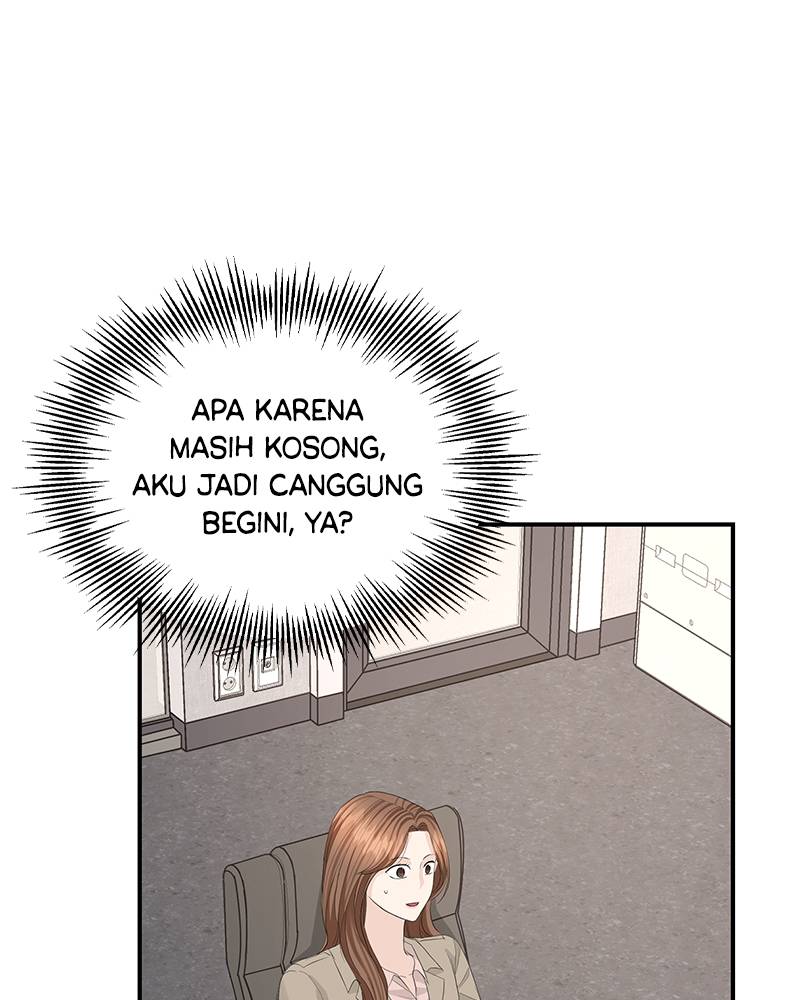 APA KARENA
MASIH KOSONG,
AKU JADI CANGGUNG
BEGINI, YA?